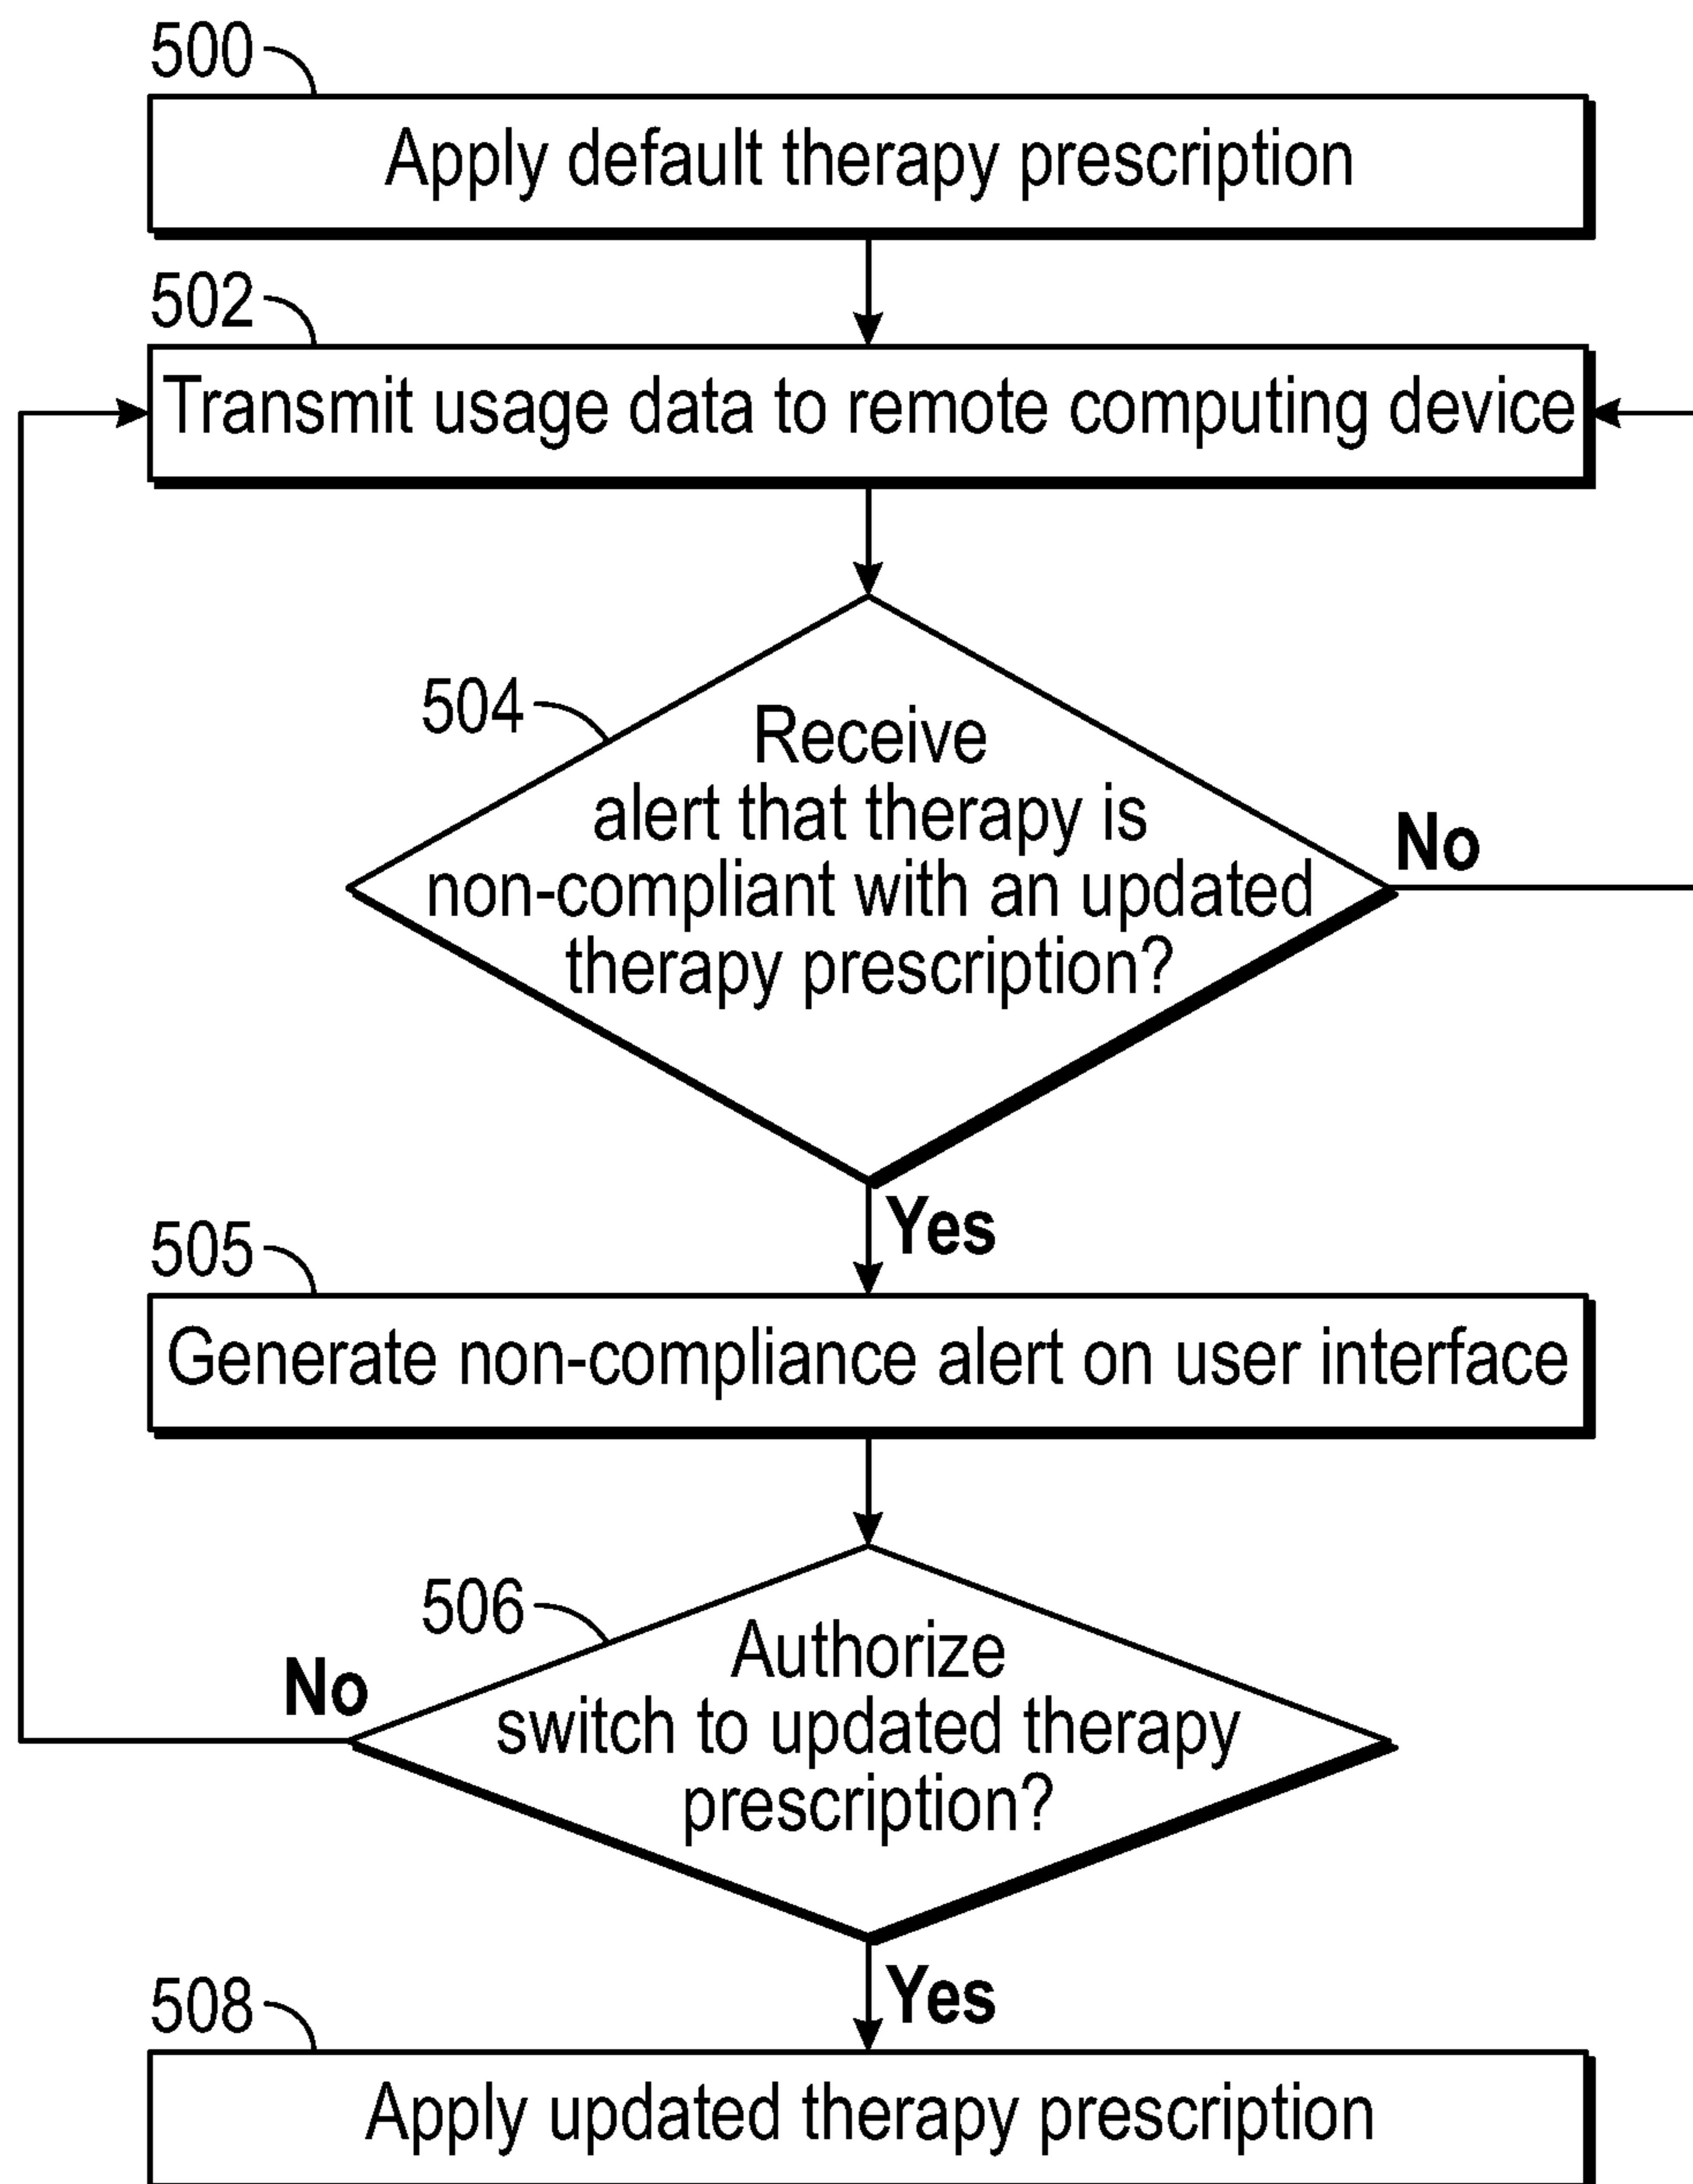 500
Apply default therapy prescription
502
Transmit usage data to remote computing device
504
Receive
alert that therapy is
non-compliant with an updated
therapy prescription?
No
Yes
505
Generate non-compliance alert on user interface
506
Authorize
switch to updated therapy
prescription?
No
Yes
508
Apply updated therapy prescription